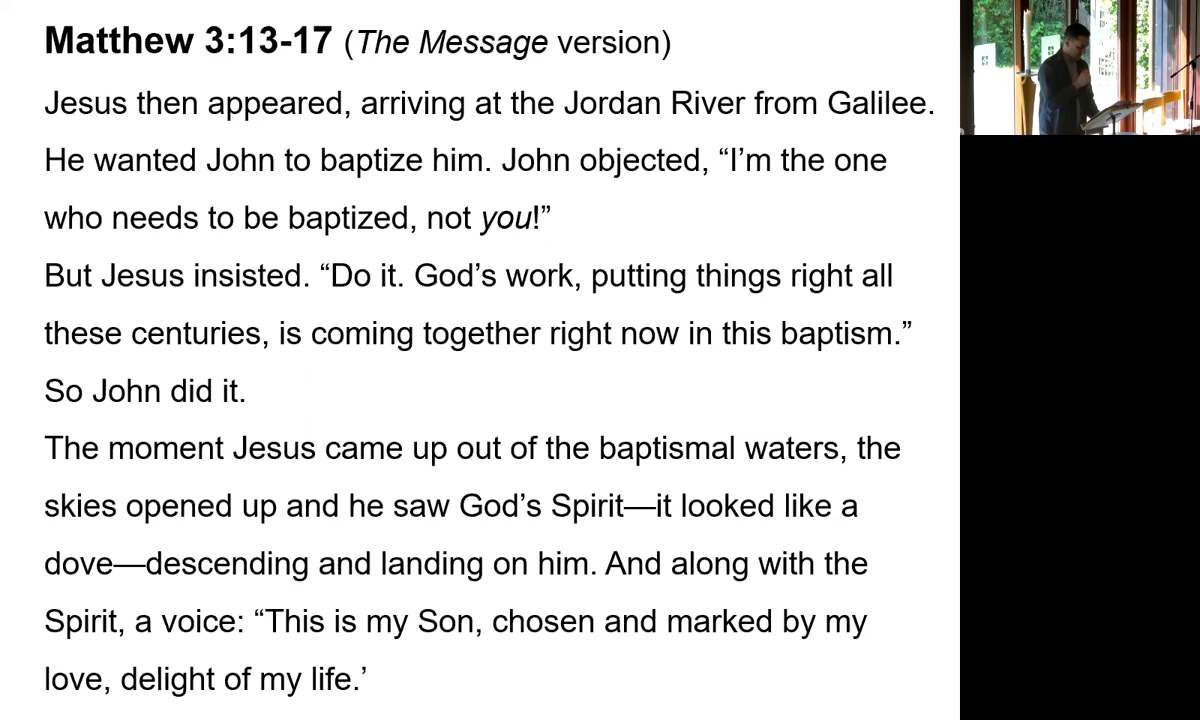 Matthew 3:13-17 (The Message version)
Jesus then appeared, arriving at the Jordan River from Galilee.
He wanted John to baptize him. John objected, “I’m the one
who needs to be baptized, not you!”
But Jesus insisted. “Do it. God’s work, putting things right all
these centuries, is coming together right now in this baptism.”
So John did it.
The moment Jesus came up out of the baptismal waters, the
skies opened up and he saw God’s Spirit—it looked like a
dove—descending and landing on him. And along with the
Spirit, a voice: “This is my Son, chosen and marked by my
love, delight of my life.’